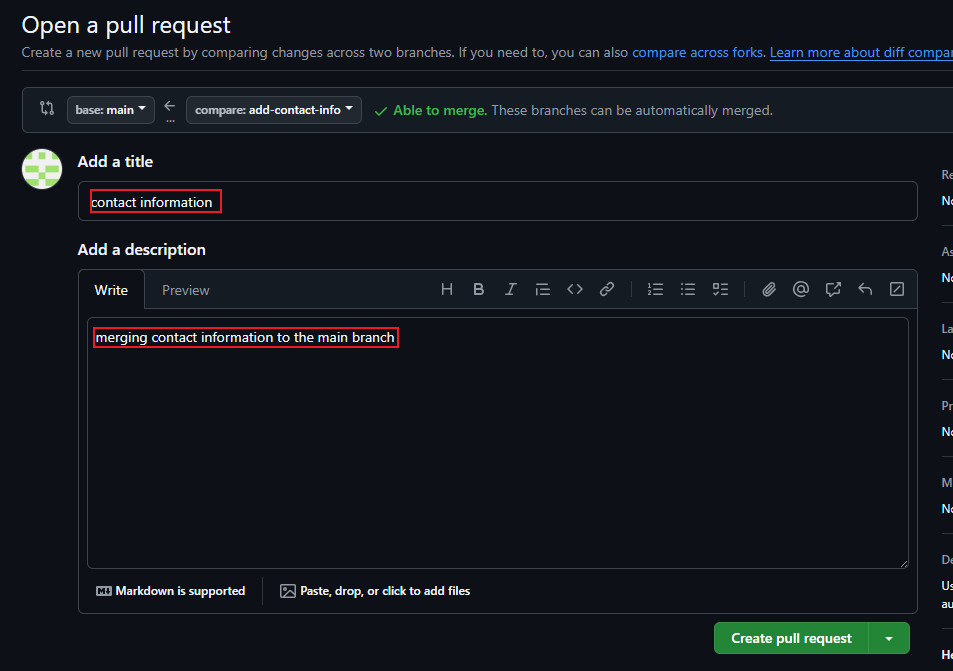 Open a pull request
Create a new pull request by comparing changes across two branches. If you need to, you can also compare across forks. Learn more about diff compar
base: main
...
compare: add-contact-info
Able to merge. These branches can be automatically merged.
Add a title
contact information
Add a description
Write
Preview
merging contact information to the main branch
Markdown is supported
Paste, drop, or click to add files
Create pull request
Re
No
As
No
La
No
Pr
No
M
No
De
Us
au
He